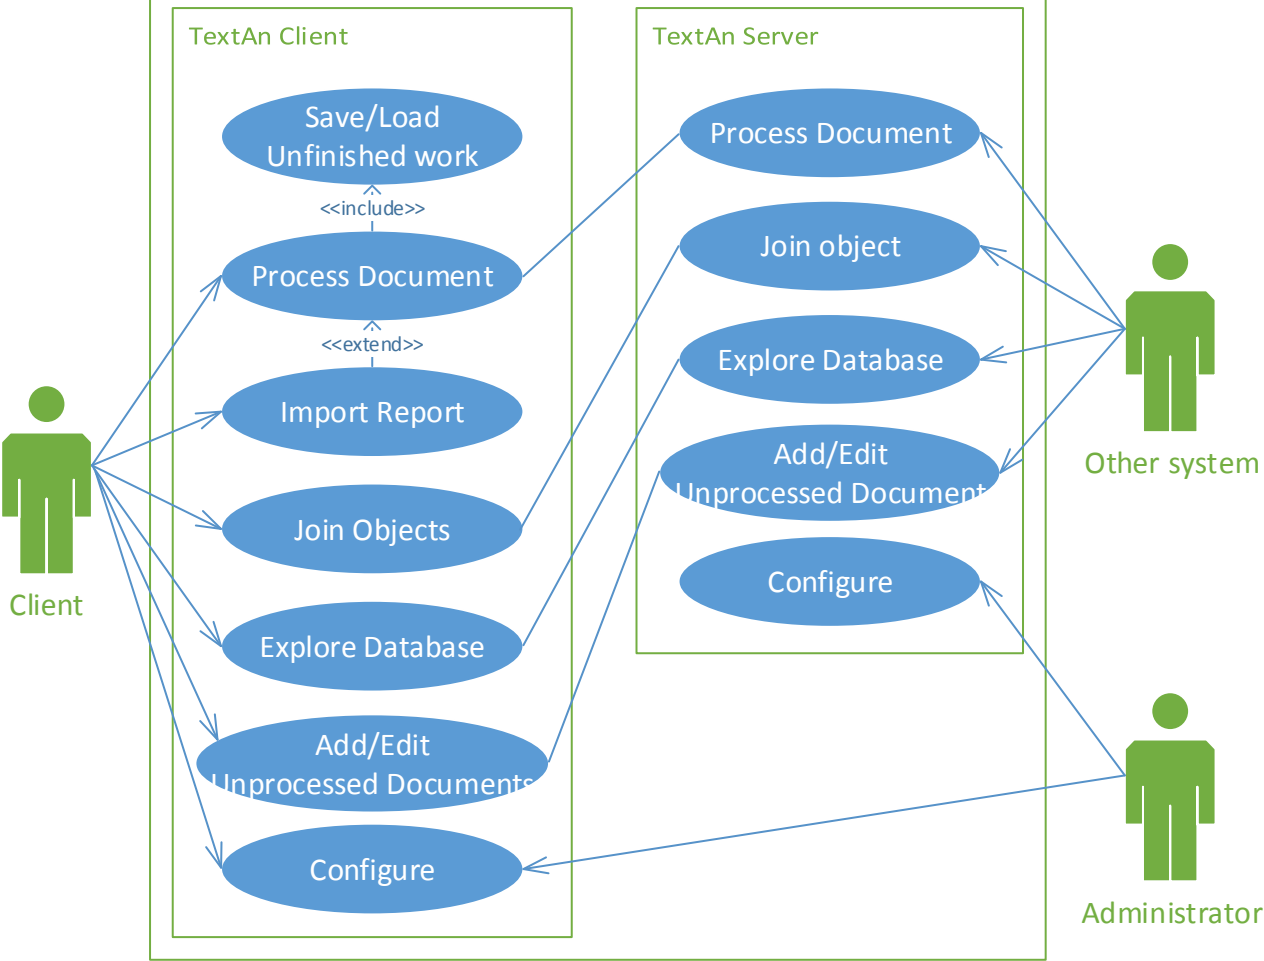 TextAn Client
Save/Load
Unfinished work
<<include>>
Process Document
<<extend>>
Import Report
Join Objects
Explore Database
Add/Edit
Unprocessed Documents
Configure
TextAn Server
Process Document
Join object
Explore Database
Add/Edit
Unprocessed Document
Configure
Client
Other system
Administrator